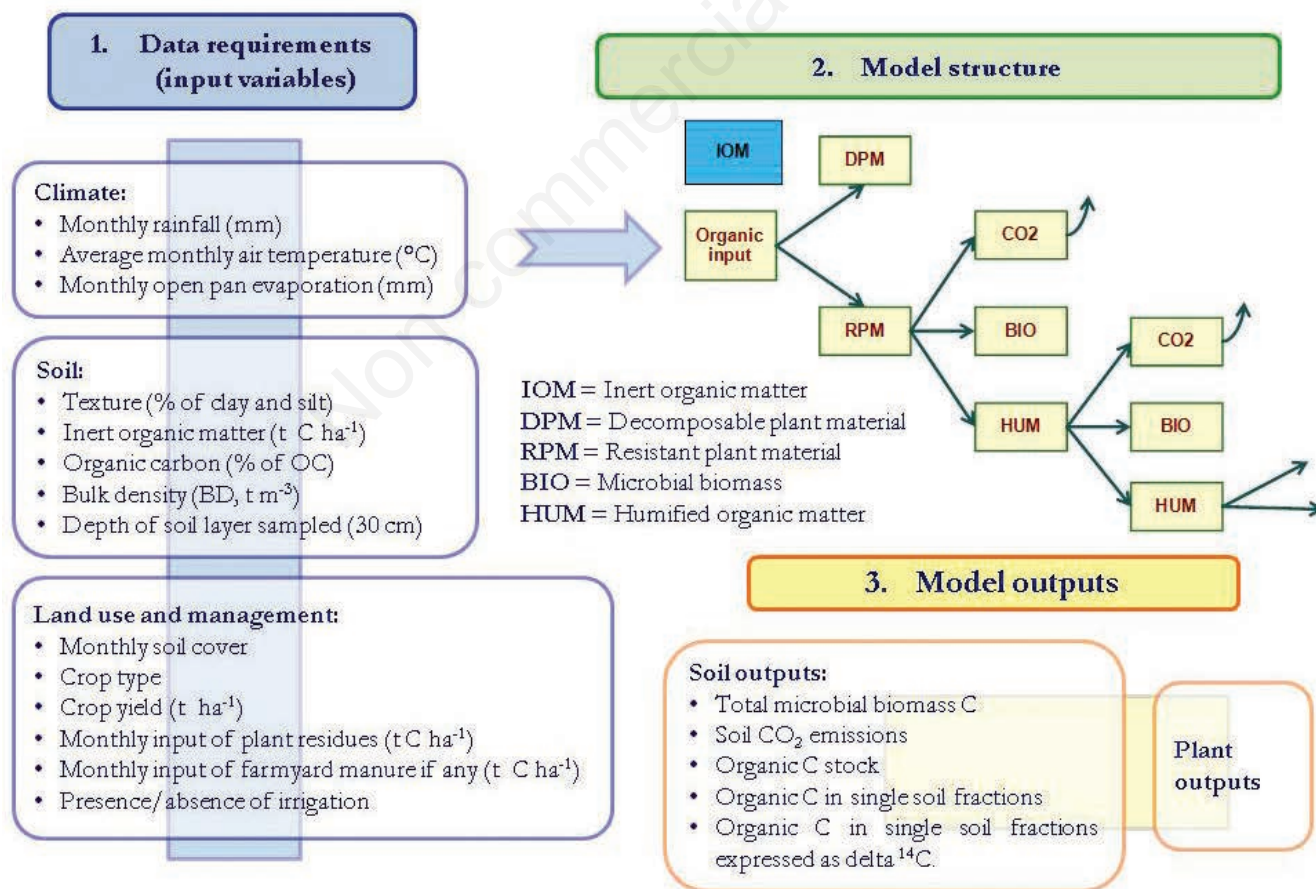 1. Data requirements
(input variables)
Climate:
• Monthly rainfall (mm)
• Average monthly air temperature (°C)
• Monthly open pan evaporation (mm)
Soil:
• Texture (% of clay and silt)
• Inert organic matter (t C ha⁻¹)
• Organic carbon (% of OC)
• Bulk density (BD, t m⁻³)
• Depth of soil layer sampled (30 cm)
Land use and management:
• Monthly soil cover
• Crop type
• Crop yield (t ha⁻¹)
• Monthly input of plant residues (t C ha⁻¹)
• Monthly input of farmyard manure if any (t C ha⁻¹)
• Presence/absence of irrigation
2. Model structure
IOM
DPM
Organic
input
CO2
RPM
BIO
CO2
HUM
BIO
HUM
IOM = Inert organic matter
DPM = Decomposable plant material
RPM = Resistant plant material
BIO = Microbial biomass
HUM = Humified organic matter
3. Model outputs
Soil outputs:
• Total microbial biomass C
• Soil CO₂ emissions
• Organic C stock
• Organic C in single soil fractions
• Organic C in single soil fractions
expressed as delta ¹⁴C.
Plant
outputs
Non commercial